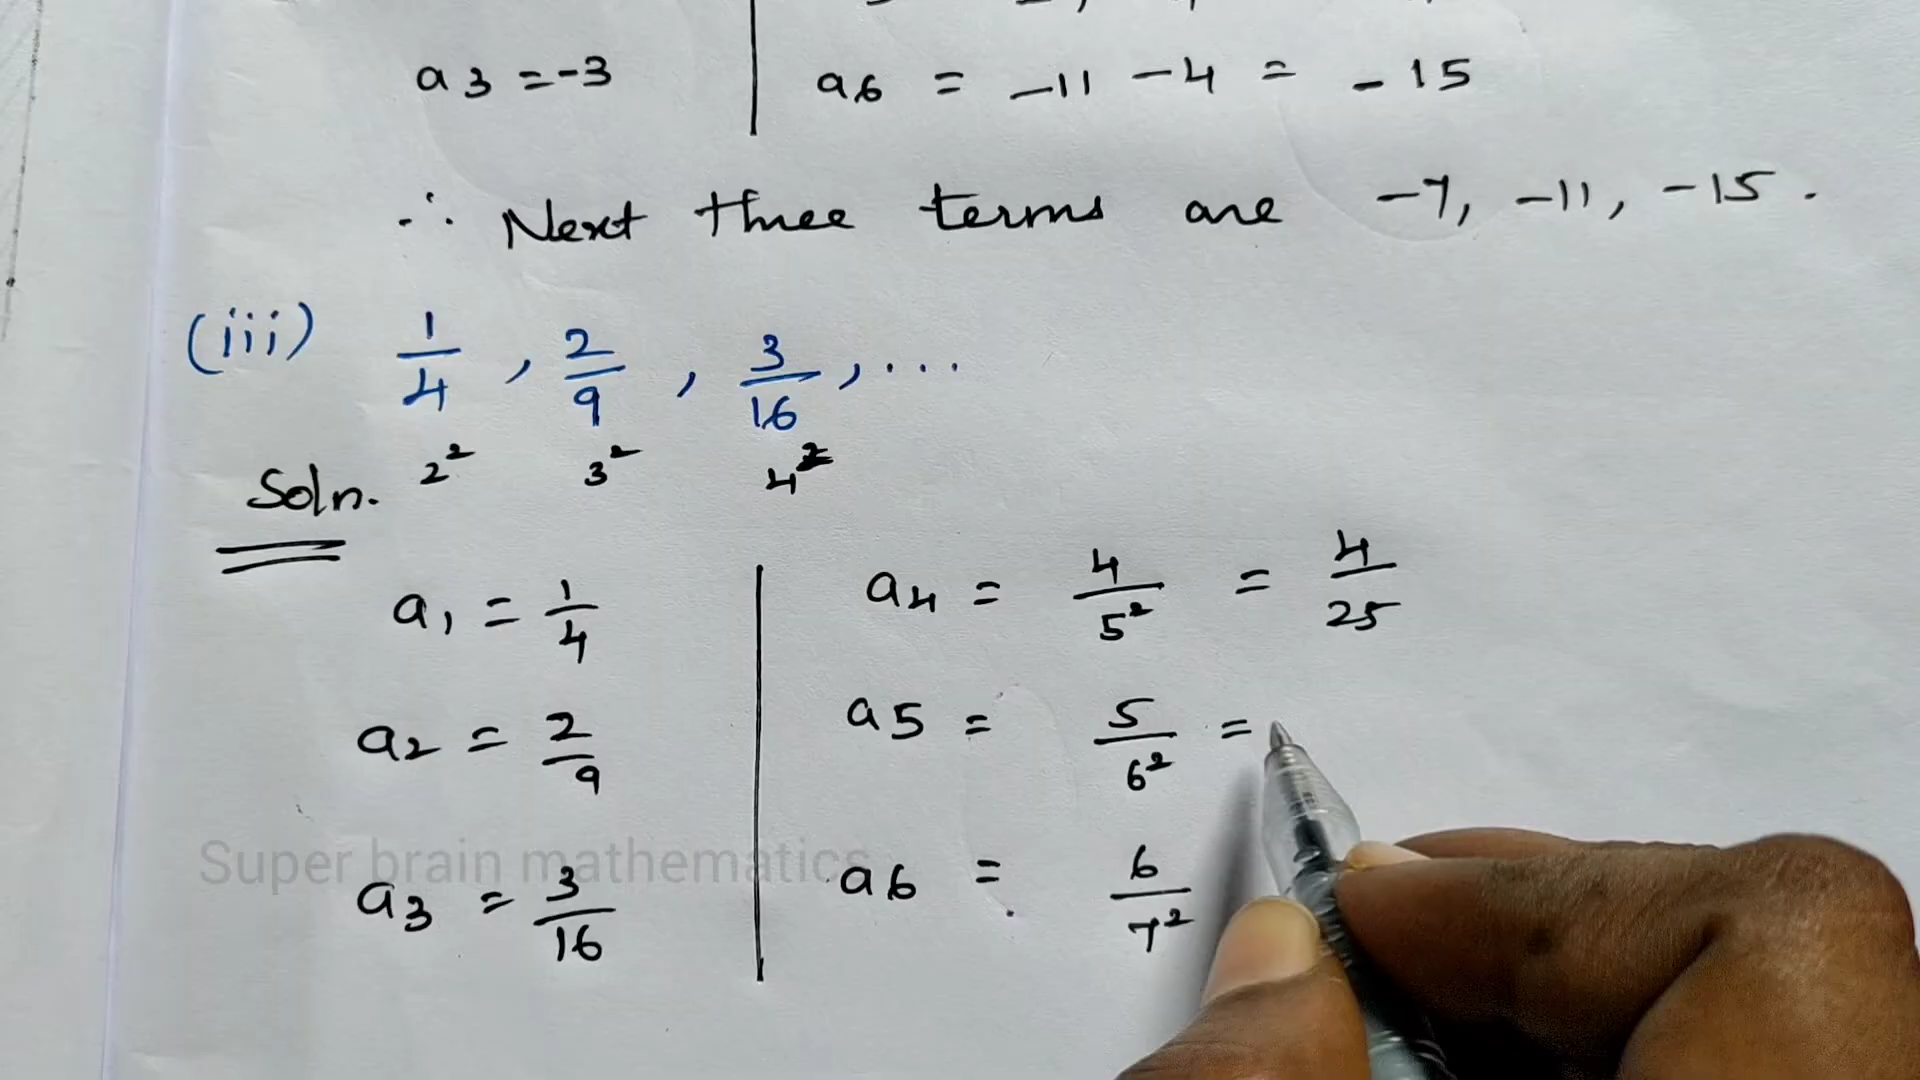 a3 = -3
a6 = -11 - 4 = -15
∴ Next three terms are -7, -11, -15.
(iii) 1/4, 2/9, 3/16, ...
2² 3² 4²
Soln.
a1 = 1/4
a2 = 2/9
a3 = 3/16
a4 = 4/5² = 4/25
a5 = 5/6² =
a6 = 6/7²
Super brain mathematics